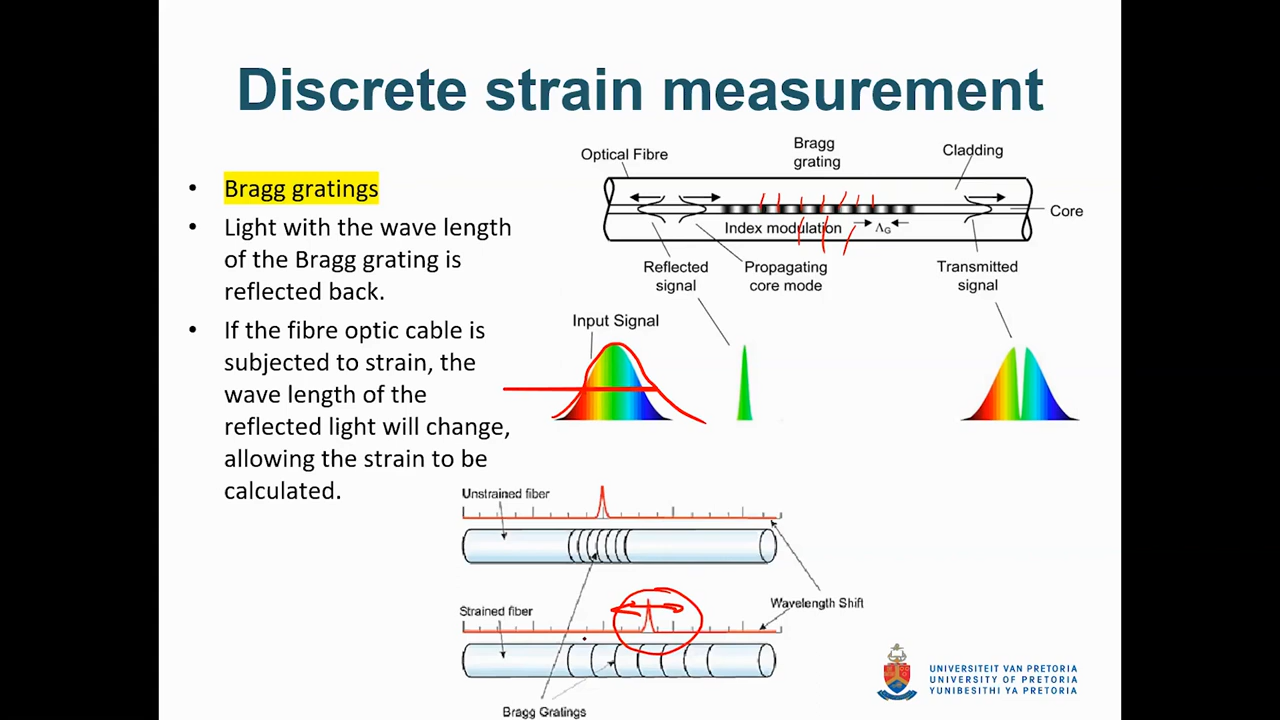 Discrete strain measurement
• Bragg gratings
• Light with the wave length
of the Bragg grating is
reflected back.
• If the fibre optic cable is
subjected to strain, the
wave length of the
reflected light will change,
allowing the strain to be
calculated.
Optical Fibre
Bragg
grating
Cladding
Core
Index modulation
ΛG
Reflected
signal
Propagating
core mode
Transmitted
signal
Input Signal
Unstrained fiber
Strained fiber
Wavelength Shift
Bragg Gratings
UNIVERSITEIT VAN PRETORIA
UNIVERSITY OF PRETORIA
YUNIBESITHI YA PRETORIA